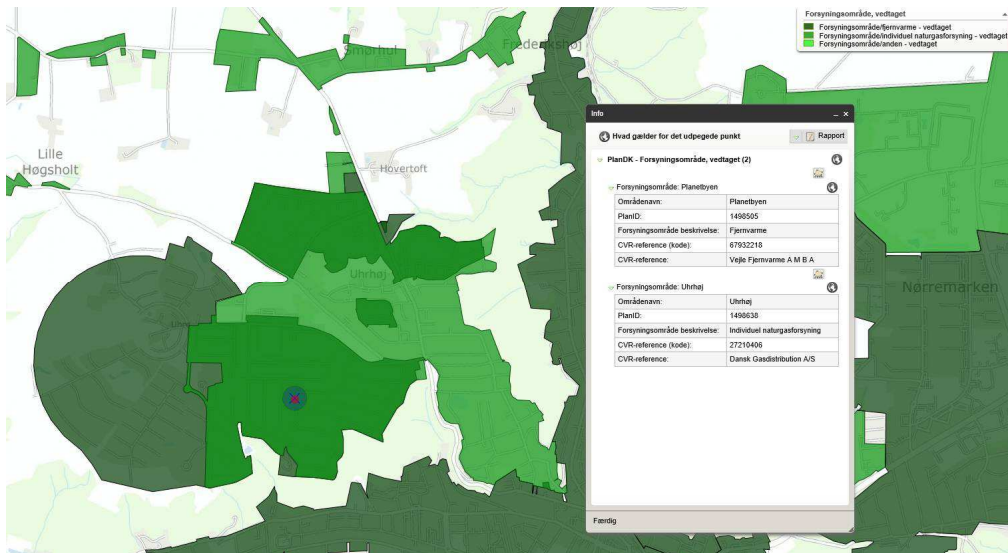 Forsyningsområde, vedtaget
Forsyningsområde/fjernvarme - vedtaget
Forsyningsområde/individuel naturgasforsyning - vedtaget
Forsyningsområde/anden - vedtaget
Smørhul
Frederikshøj
Lille
Høgsholt
Hovertoft
Uhrhøj
Nørremarken
Info
Hvad gælder for det udpegede punkt
Rapport
PlanDK - Forsyningsområde, vedtaget (2)
Forsyningsområde: Planetbyen
Områdenavn: Planetbyen
PlanID: 1498505
Forsyningsområde beskrivelse: Fjernvarme
CVR-reference (kode): 67932218
CVR-reference: Vejle Fjernvarme A M B A
Forsyningsområde: Uhrhøj
Områdenavn: Uhrhøj
PlanID: 1498638
Forsyningsområde beskrivelse: Individuel naturgasforsyning
CVR-reference (kode): 27210406
CVR-reference: Dansk Gasdistribution A/S
Færdig